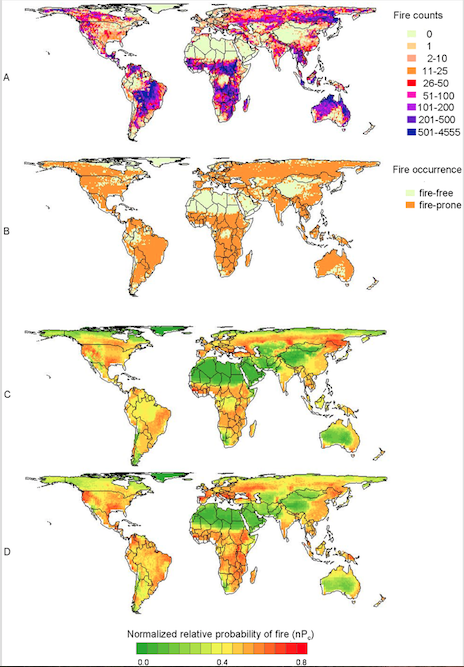 Fire counts
0
1
2-10
11-25
26-50
51-100
101-200
201-500
501-4555
A
Fire occurrence
fire-free
fire-prone
B
C
D
Normalized relative probability of fire (nPc)
0.0 0.4 0.8